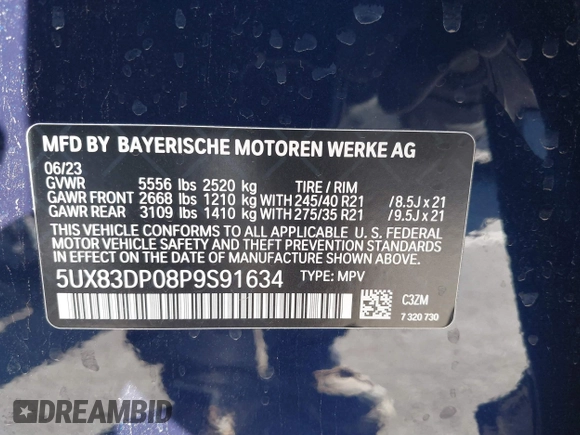 MFD BY BAYERISCHE MOTOREN WERKE AG
06/23
GVWR 5556 lbs 2520 kg TIRE / RIM
GAWR FRONT 2668 lbs 1210 kg WITH 245/40 R21 /8.5J x 21
GAWR REAR 3109 lbs 1410 kg WITH 275/35 R21 /9.5J x 21
THIS VEHICLE CONFORMS TO ALL APPLICABLE U.S. FEDERAL
MOTOR VEHICLE SAFETY AND THEFT PREVENTION STANDARDS
IN EFFECT ON THE DATE OF MANUFACTURE SHOWN ABOVE.
5UX83DP08P9S91634 TYPE: MPV
C3ZM
7 320 730
DREAMBID